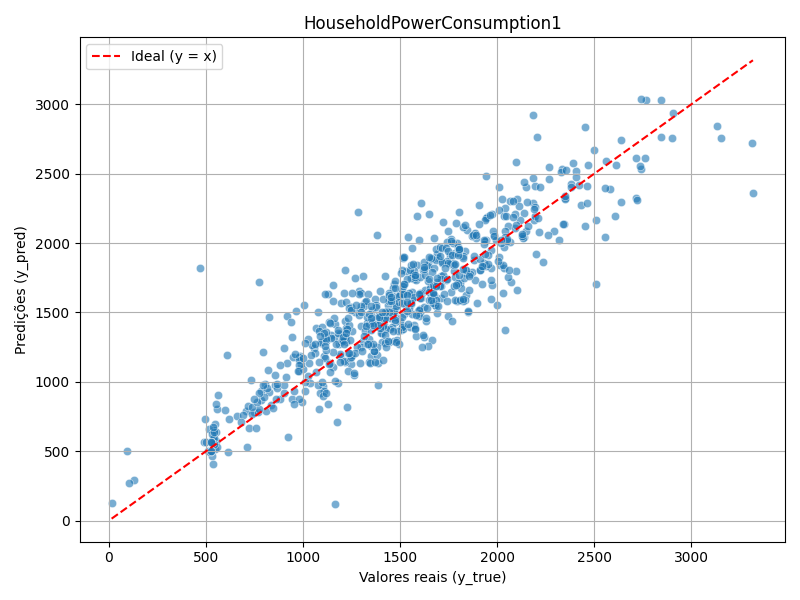 HouseholdPowerConsumption1
Ideal (y = x)
Predições (y_pred)
3000
2500
2000
1500
1000
500
0
0 500 1000 1500 2000 2500 3000
Valores reais (y_true)